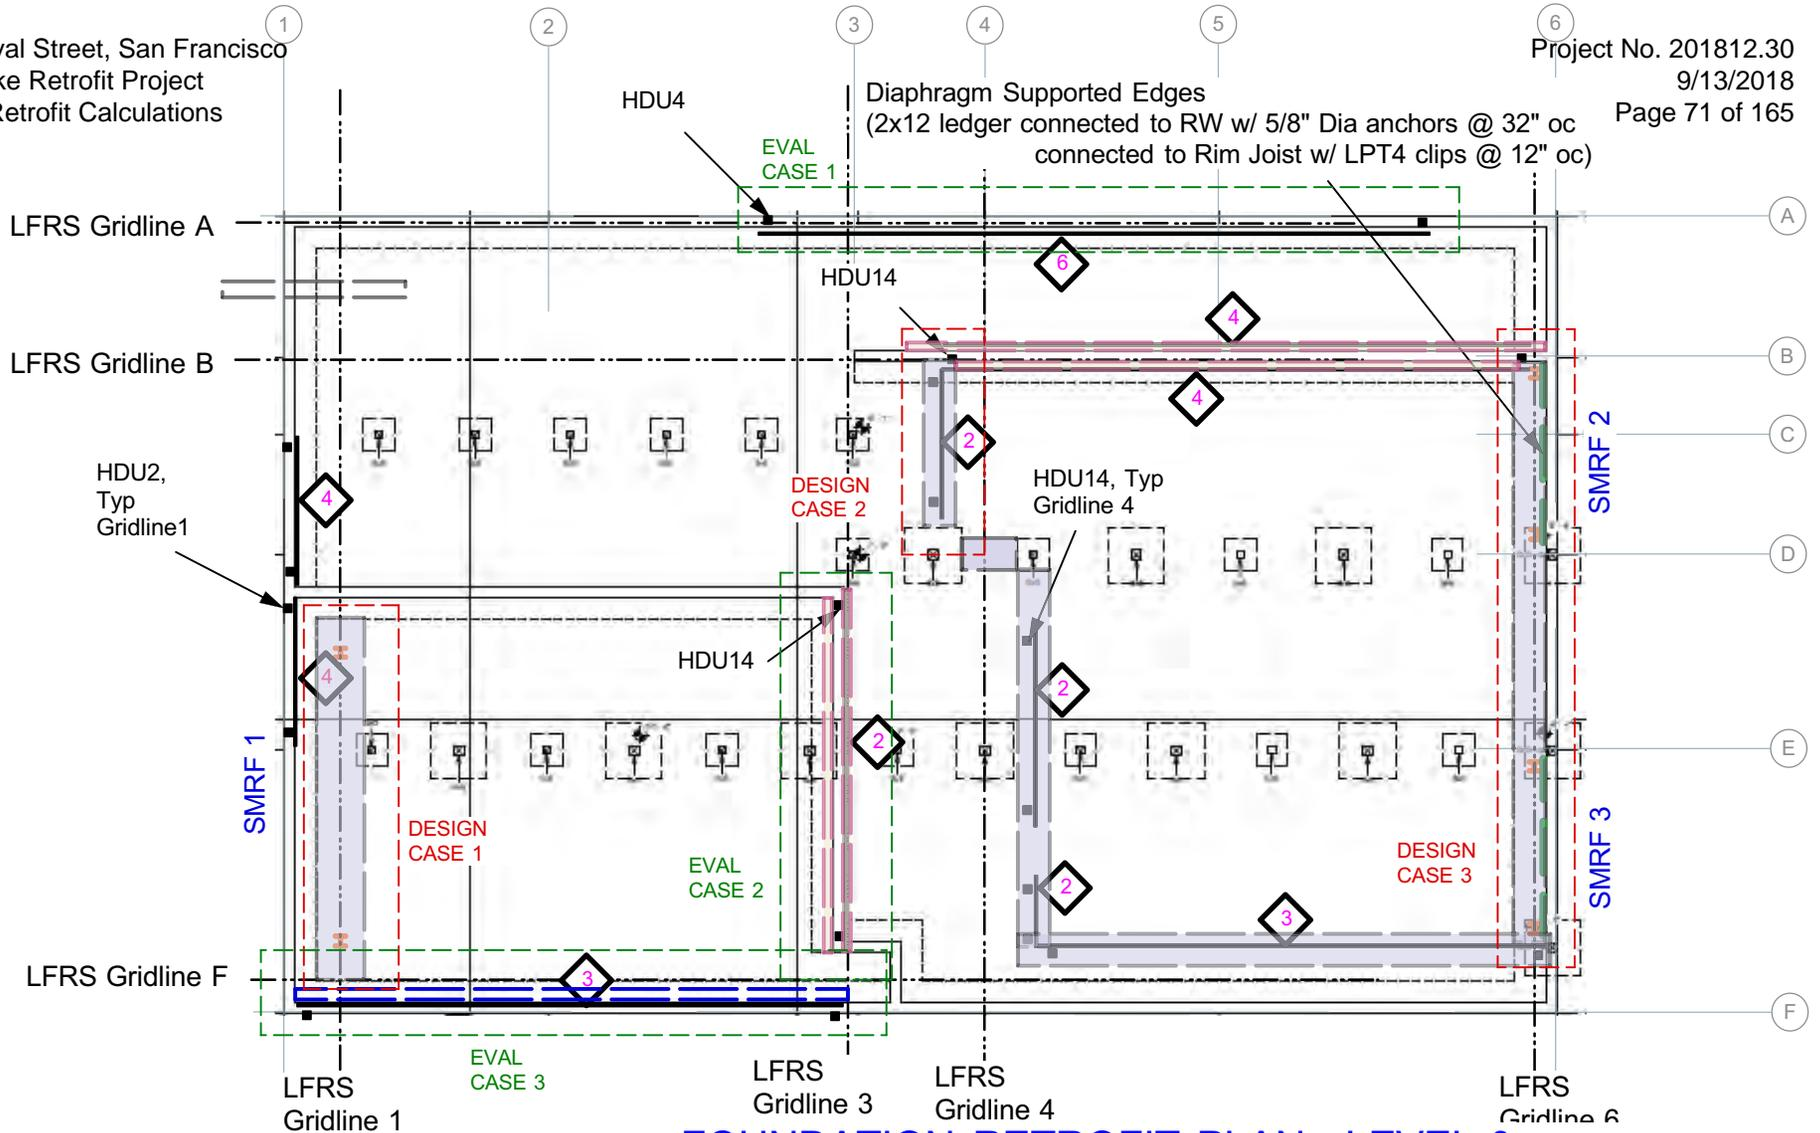 1
2
3
4
5
6
val Street, San Francisco
ke Retrofit Project
Retrofit Calculations
Project No. 201812.30
9/13/2018
Page 71 of 165
HDU4
Diaphragm Supported Edges
(2x12 ledger connected to RW w/ 5/8" Dia anchors @ 32" oc
connected to Rim Joist w/ LPT4 clips @ 12" oc)
EVAL
CASE 1
LFRS Gridline A
A
6
HDU14
4
LFRS Gridline B
B
4
C
2
SMRF 2
HDU2,
Typ
Gridline1
4
DESIGN
CASE 2
HDU14, Typ
Gridline 4
D
HDU14
4
2
2
E
SMRF 1
DESIGN
CASE 1
EVAL
CASE 2
DESIGN
CASE 3
SMRF 3
2
3
LFRS Gridline F
3
F
EVAL
CASE 3
LFRS
Gridline 1
LFRS
Gridline 3
LFRS
Gridline 4
LFRS
Gridline 6
FOUNDATION RETROFIT PLAN